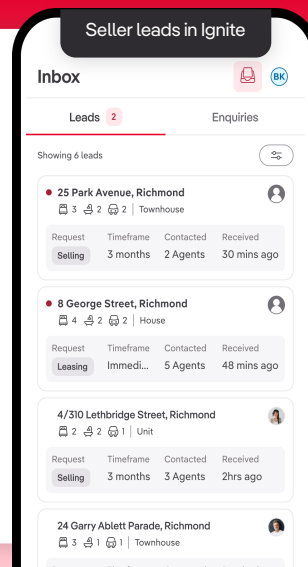 Seller leads in Ignite
Inbox
BK
Leads 2 Enquiries
Showing 6 leads
25 Park Avenue, Richmond
3 2 2 | Townhouse
Request Timeframe Contacted Received
Selling 3 months 2 Agents 30 mins ago
8 George Street, Richmond
4 2 2 | House
Request Timeframe Contacted Received
Leasing Immedi... 5 Agents 48 mins ago
4/310 Lethbridge Street, Richmond
2 2 1 | Unit
Request Timeframe Contacted Received
Selling 3 months 3 Agents 2hrs ago
24 Garry Ablett Parade, Richmond
3 1 1 | Townhouse